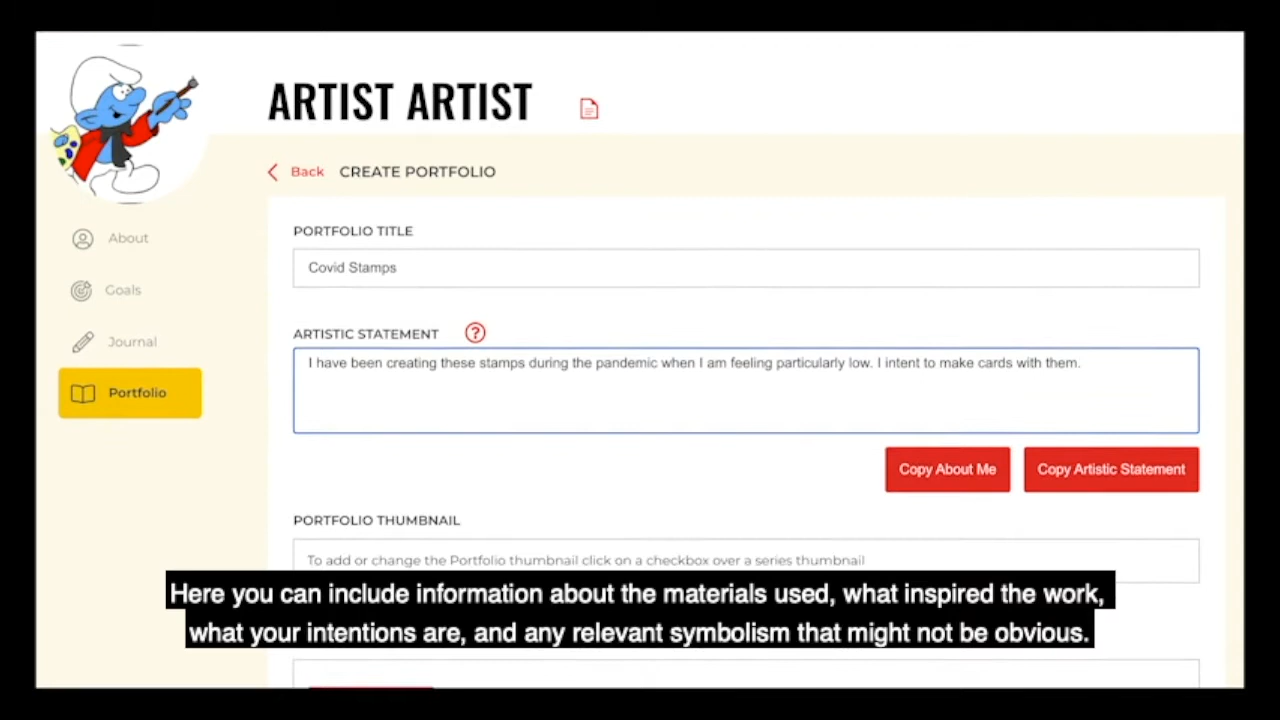 ARTIST ARTIST
Back CREATE PORTFOLIO
About
Goals
Journal
Portfolio
PORTFOLIO TITLE
Covid Stamps
ARTISTIC STATEMENT ?
I have been creating these stamps during the pandemic when I am feeling particularly low. I intent to make cards with them.
Copy About Me Copy Artistic Statement
PORTFOLIO THUMBNAIL
To add or change the Portfolio thumbnail click on a checkbox over a series thumbnail
Here you can include information about the materials used, what inspired the work,
what your intentions are, and any relevant symbolism that might not be obvious.